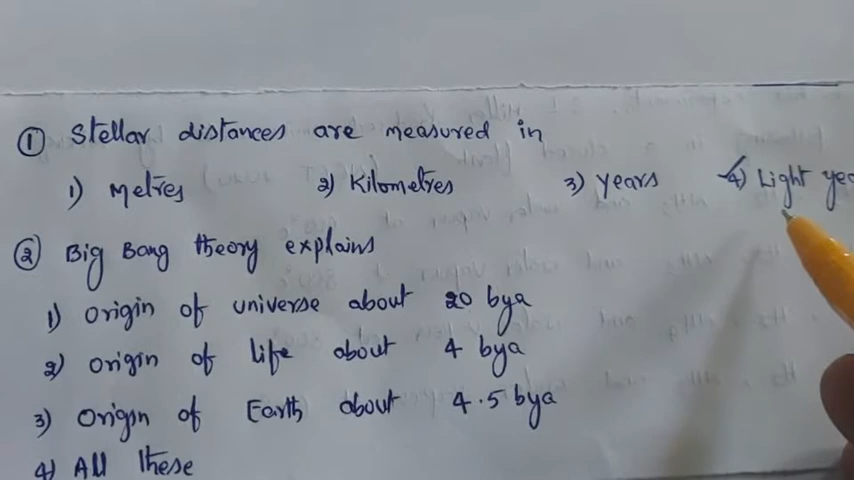 ① Stellar distances are measured in
1) Metres 2) Kilometres 3) Years 4) Light yea
② Big Bang theory explains
1) Origin of universe about 20 bya
2) Origin of life about 4 bya
3) Origin of Earth about 4.5 bya
4) All these